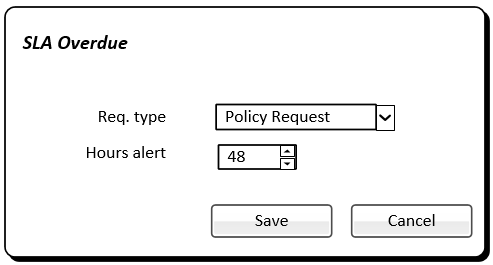 SLA Overdue
Req. type Policy Request
Hours alert 48
Save Cancel